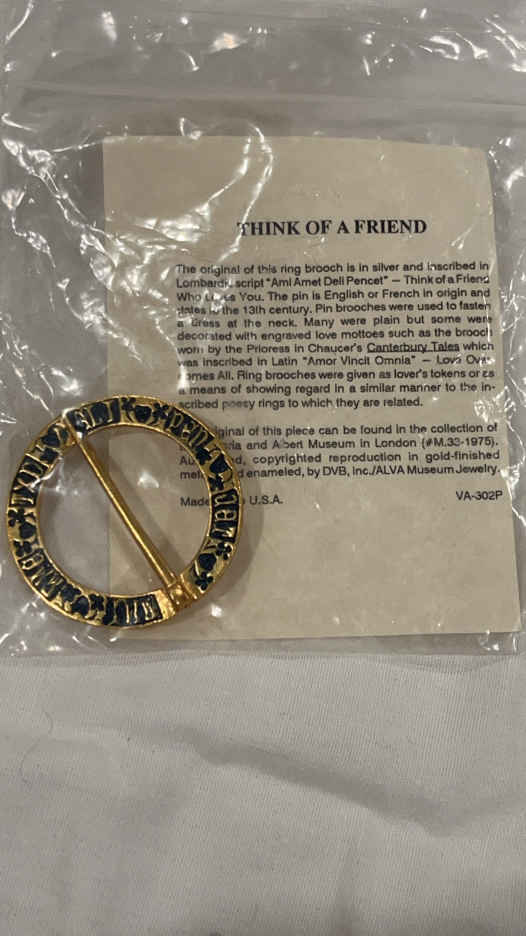 THINK OF A FRIEND
The original of this ring brooch is in silver and inscribed in
Lombardic script "Ami Amet Deli Pencet" — Think of a Friend
Who You. The pin is English or French in origin and
dates to the 13th century. Pin brooches were used to fasten
a dress at the neck. Many were plain but some were
decorated with engraved love mottoes such as the brooch
worn by the Prioress in Chaucer's Canterbury Tales which
was inscribed in Latin "Amor Vincit Omnia" — Love Over-
comes All. Ring brooches were given as lover's tokens or as
a means of showing regard in a similar manner to the in-
scribed poesy rings to which they are related.
original of this piece can be found in the collection of
and Albert Museum in London (#M.33-1975).
copyrighted reproduction in gold-finished
enameled, by DVB, Inc./ALVA Museum Jewelry.
Made U.S.A.
VA-302P